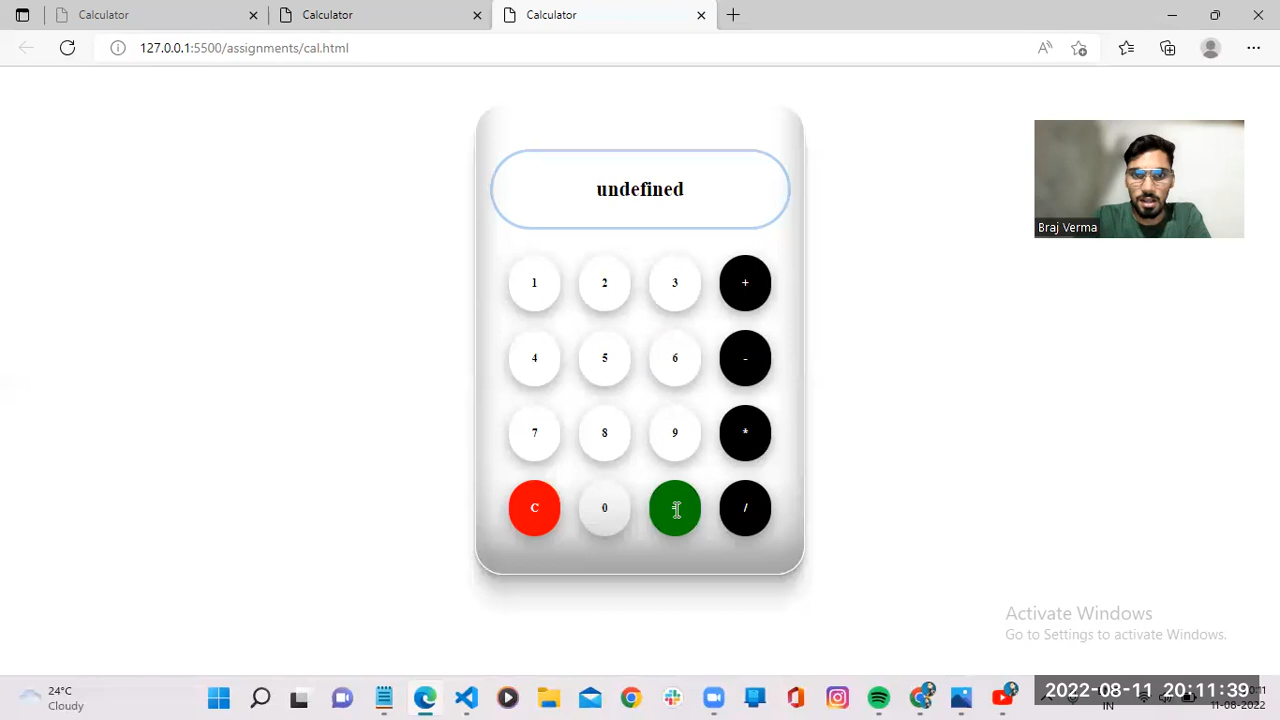 Calculator
Calculator
Calculator
127.0.0.1:5500/assignments/cal.html
undefined
Braj Verma
1 2 3 +
4 5 6 -
7 8 9 *
C 0 /
Activate Windows
Go to Settings to activate Windows.
24°C
Cloudy
2022-08-11 20:11:39
IN
11-08-2022